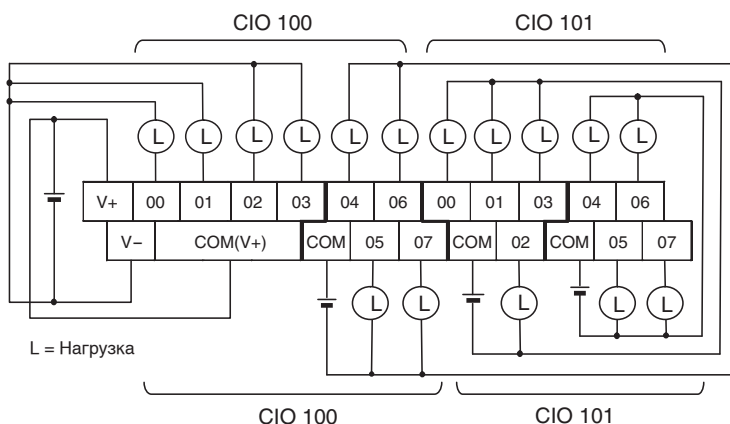 CIO 100 CIO 101
L L L L L L L L L L L
V+ 00 01 02 03 04 06 00 01 03 04 06
V− COM(V+) COM 05 07 COM 02 COM 05 07
L L L L L
L = Нагрузка
CIO 100 CIO 101